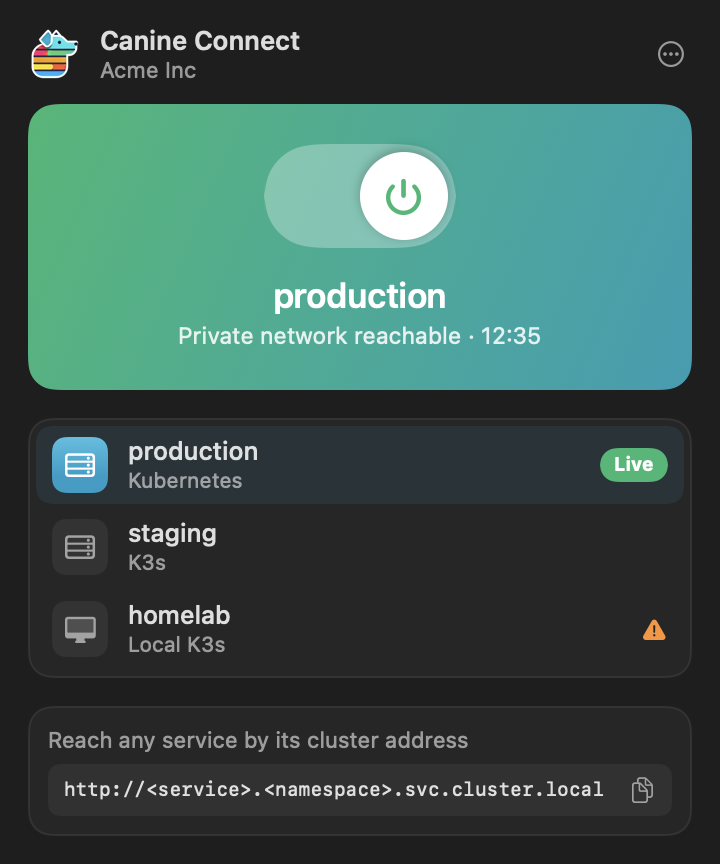 Canine Connect
Acme Inc
production
Private network reachable · 12:35
production
Kubernetes
Live
staging
K3s
homelab
Local K3s
Reach any service by its cluster address
http://<service>.<namespace>.svc.cluster.local